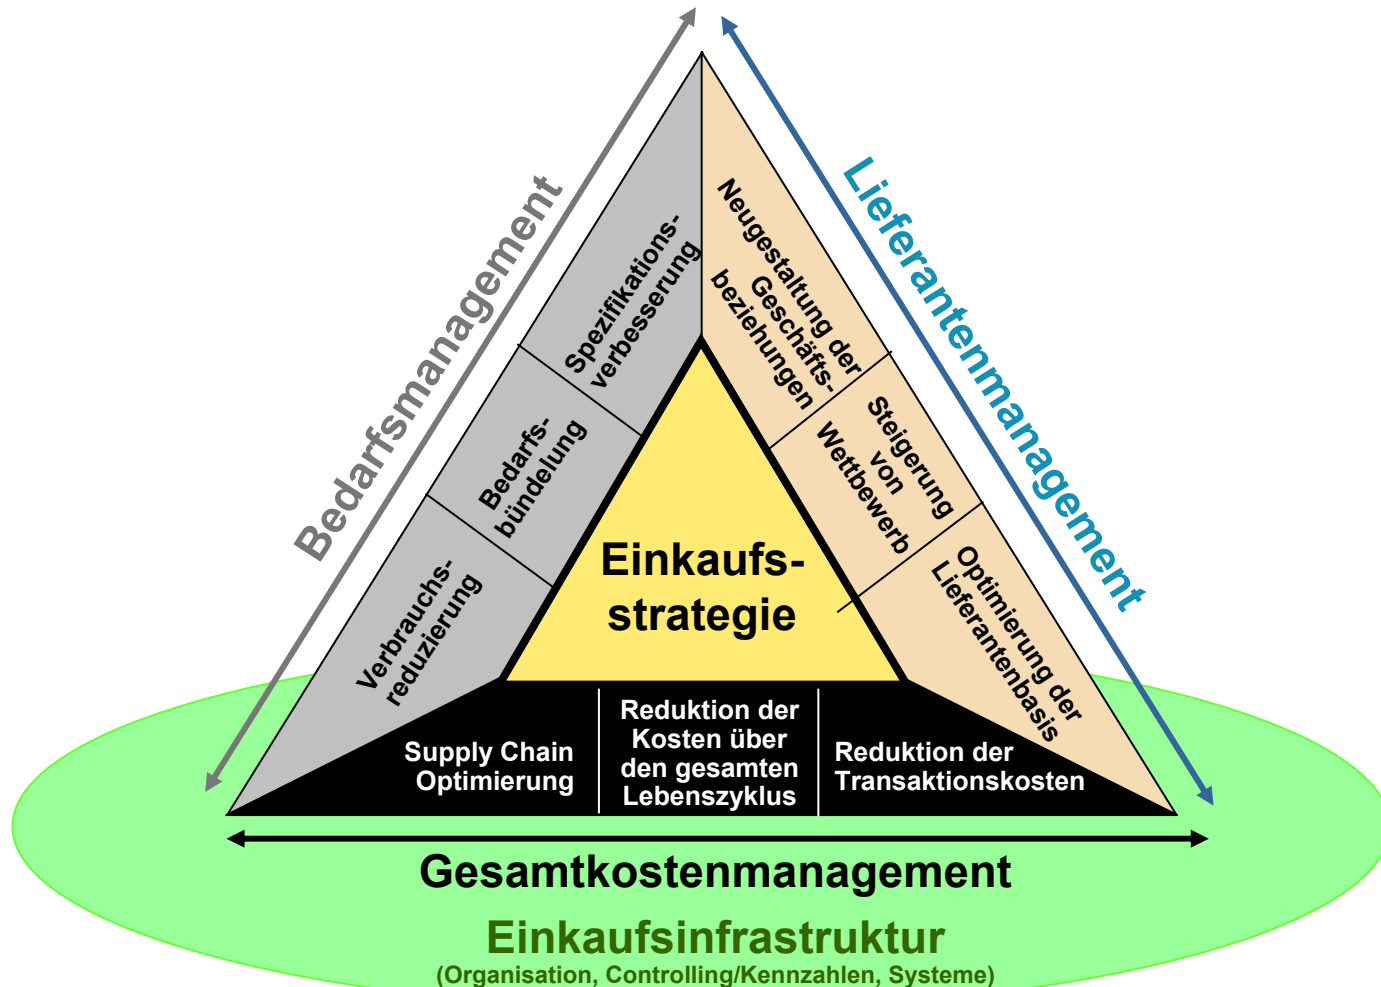 Bedarfsmanagement
Lieferantenmanagement
Spezifikations-
verbesserung
Bedarfs-
bündelung
Verbrauchs-
reduzierung
Neugestaltung der
Geschäfts-
beziehungen
Steigerung
von
Wettbewerb
Optimierung der
Lieferantenbasis
Einkaufs-
strategie
Supply Chain
Optimierung
Reduktion der
Kosten über
den gesamten
Lebenszyklus
Reduktion der
Transaktionskosten
Gesamtkostenmanagement
Einkaufsinfrastruktur
(Organisation, Controlling/Kennzahlen, Systeme)